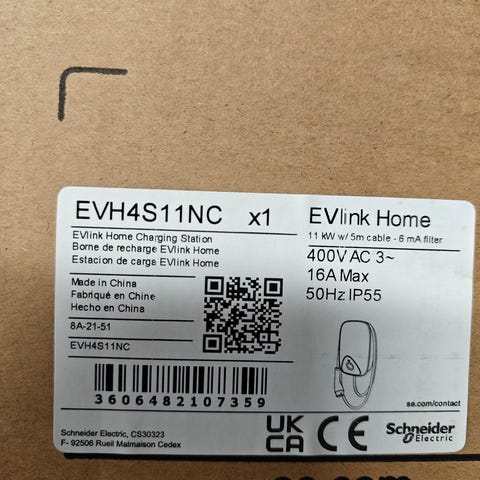 EVH4S11NC x1
EVlink Home Charging Station
Borne de recharge EVlink Home
Estacion de carga EVlink Home
Made in China
Fabriqué en Chine
Hecho en China
8A-21-51
EVH4S11NC
3606482107359
Schneider Electric, CS30323
F- 92506 Rueil Malmaison Cedex
EVlink Home
11 kW w/ 5m cable - 6 mA filter
400V AC 3~
16A Max
50Hz IP55
se.com/contact
UK
CA
CE
Schneider
Electric